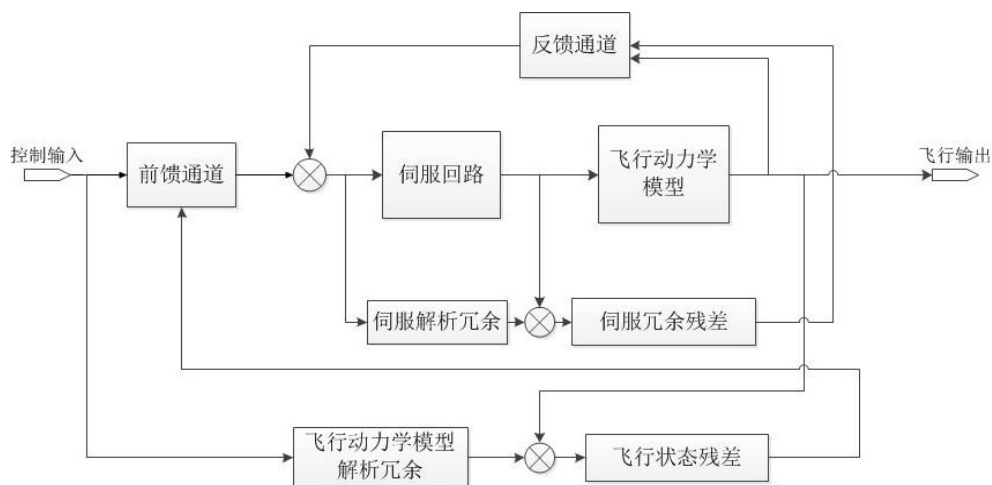 反馈通道
控制输入
前馈通道
伺服回路
飞行动力学
模型
飞行输出
伺服解析冗余
伺服冗余残差
飞行动力学模型
解析冗余
飞行状态残差